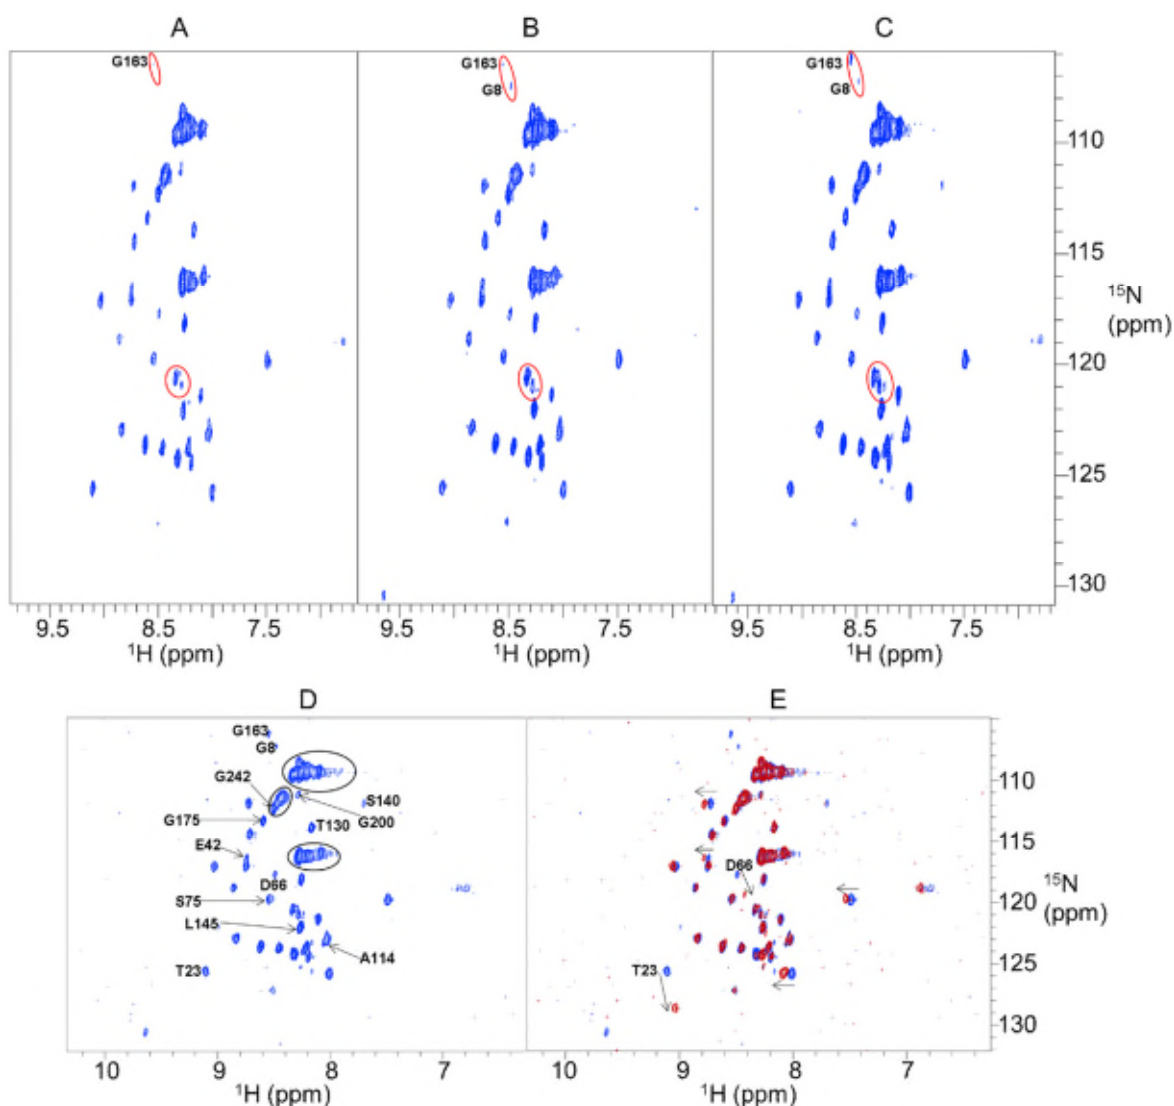 A B C
G163 G163 G163
G8 G8
110
115
¹⁵N
(ppm)
120
125
130
9.5 8.5 7.5 9.5 8.5 7.5 9.5 8.5 7.5
¹H (ppm) ¹H (ppm) ¹H (ppm)
D E
G163
G8
G242
S140
G175 G200
T130
E42
D66
S75
L145
A114
T23
D66
T23
110
115
¹⁵N
(ppm)
120
125
130
10 9 8 7 10 9 8 7
¹H (ppm) ¹H (ppm)